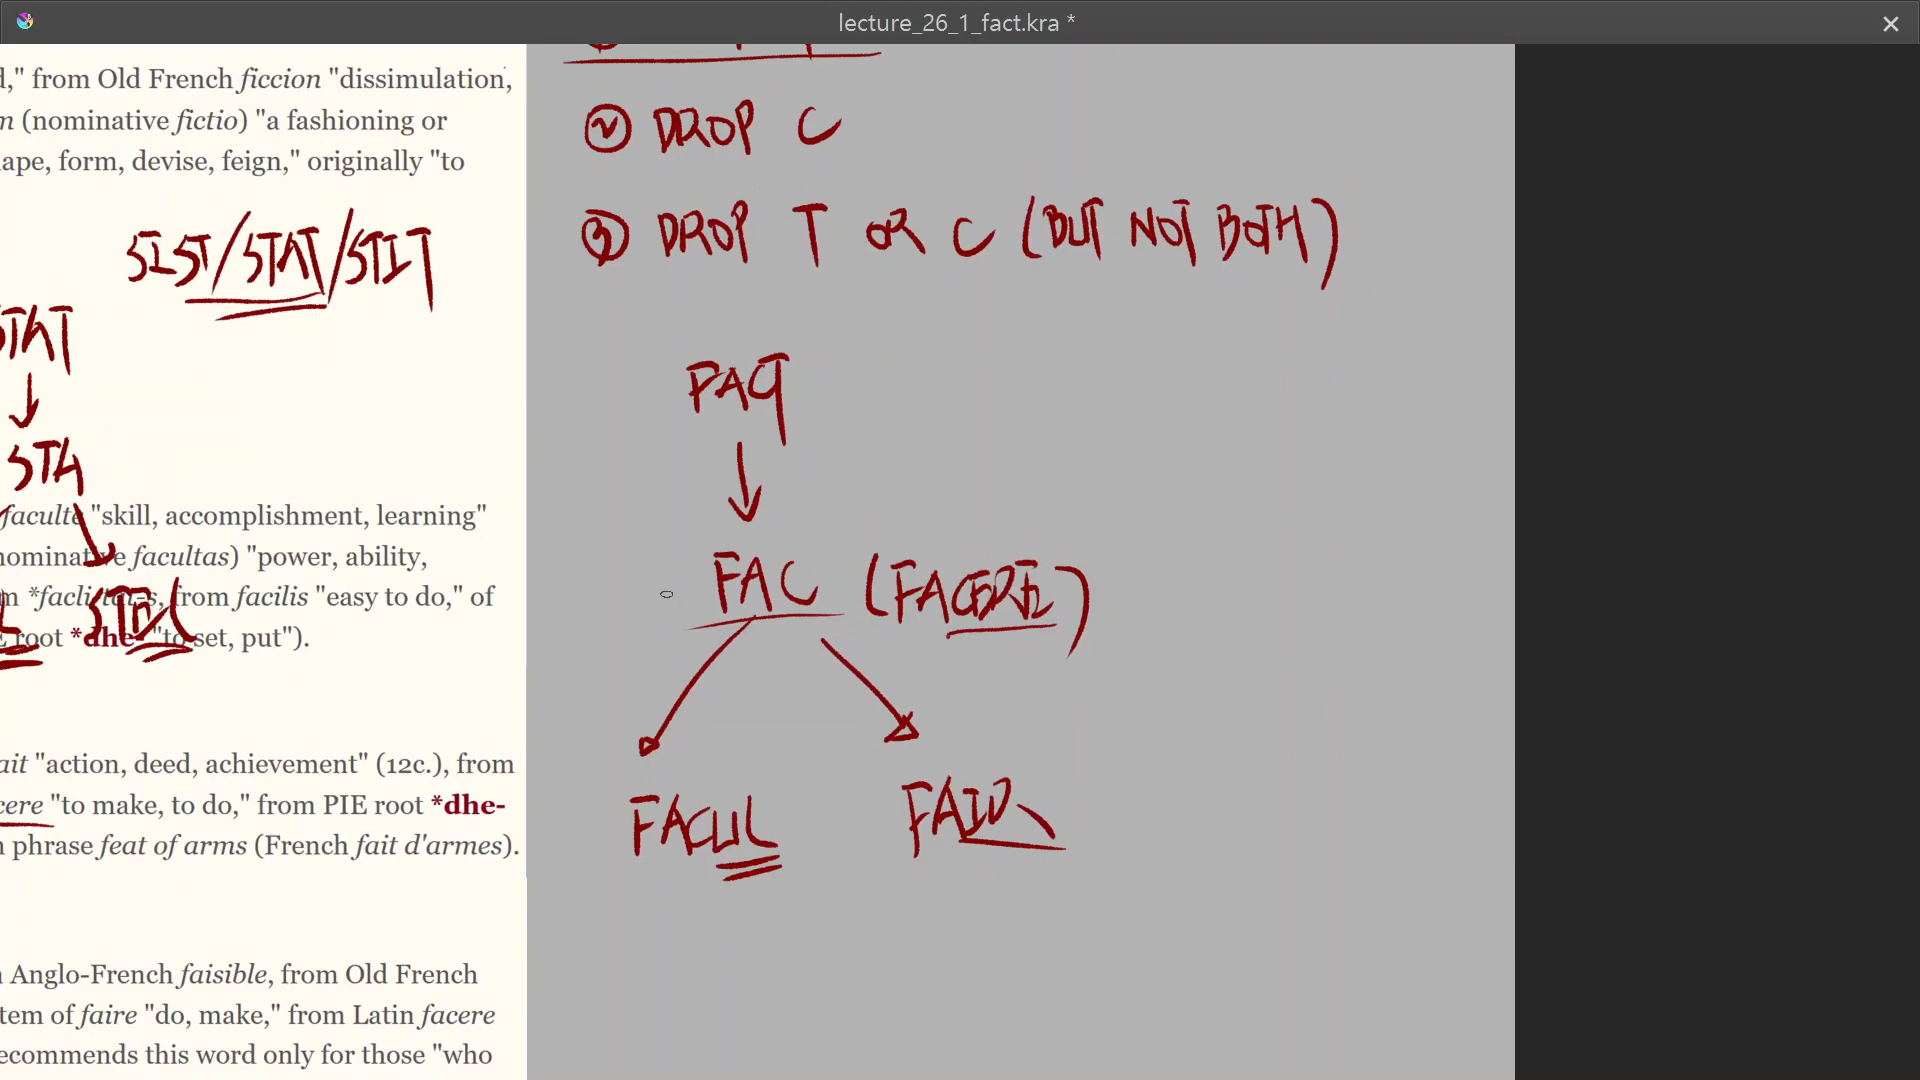 lecture_26_1_fact.kra *
d," from Old French ficcion "dissimulation,
m (nominative fictio) "a fashioning or
ape, form, devise, feign," originally "to
SIST/STAT/STIT
STAT
STA
faculte "skill, accomplishment, learning"
nominative facultas) "power, ability,
m *faclitas, from facilis "easy to do," of
E root *dhe- "to set, put").
ait "action, deed, achievement" (12c.), from
cere "to make, to do," from PIE root *dhe-
n phrase feat of arms (French fait d'armes).
n Anglo-French faisible, from Old French
tem of faire "do, make," from Latin facere
ecommends this word only for those "who
② DROP C
③ DROP T OR C (BUT NOT BOTH)
FACT
FAC (FACERE)
FACUL